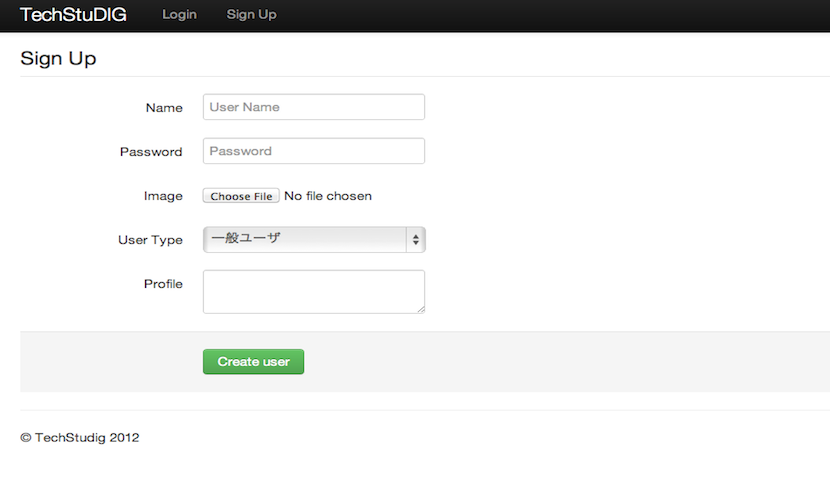 TechStuDIG Login Sign Up
Sign Up
Name User Name
Password Password
Image Choose File No file chosen
User Type 一般ユーザ
Profile
Create user
© TechStudig 2012